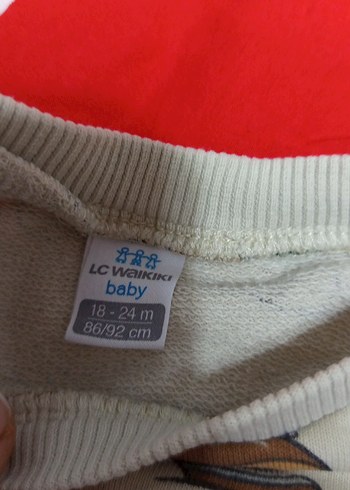 LC WAIKIKI
baby
18 - 24 m
86/92 cm